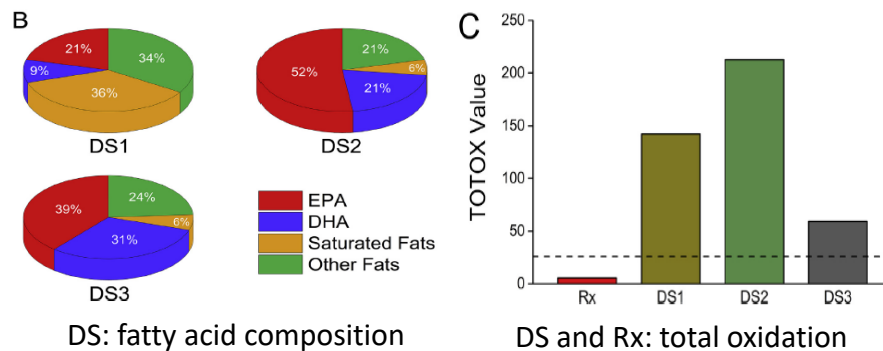 B
21%
34%
9%
36%
DS1
21%
52%
6%
21%
DS2
39%
24%
6%
31%
DS3
EPA
DHA
Saturated Fats
Other Fats
DS: fatty acid composition
C
TOTOX Value
250
200
150
100
50
0
Rx DS1 DS2 DS3
DS and Rx: total oxidation